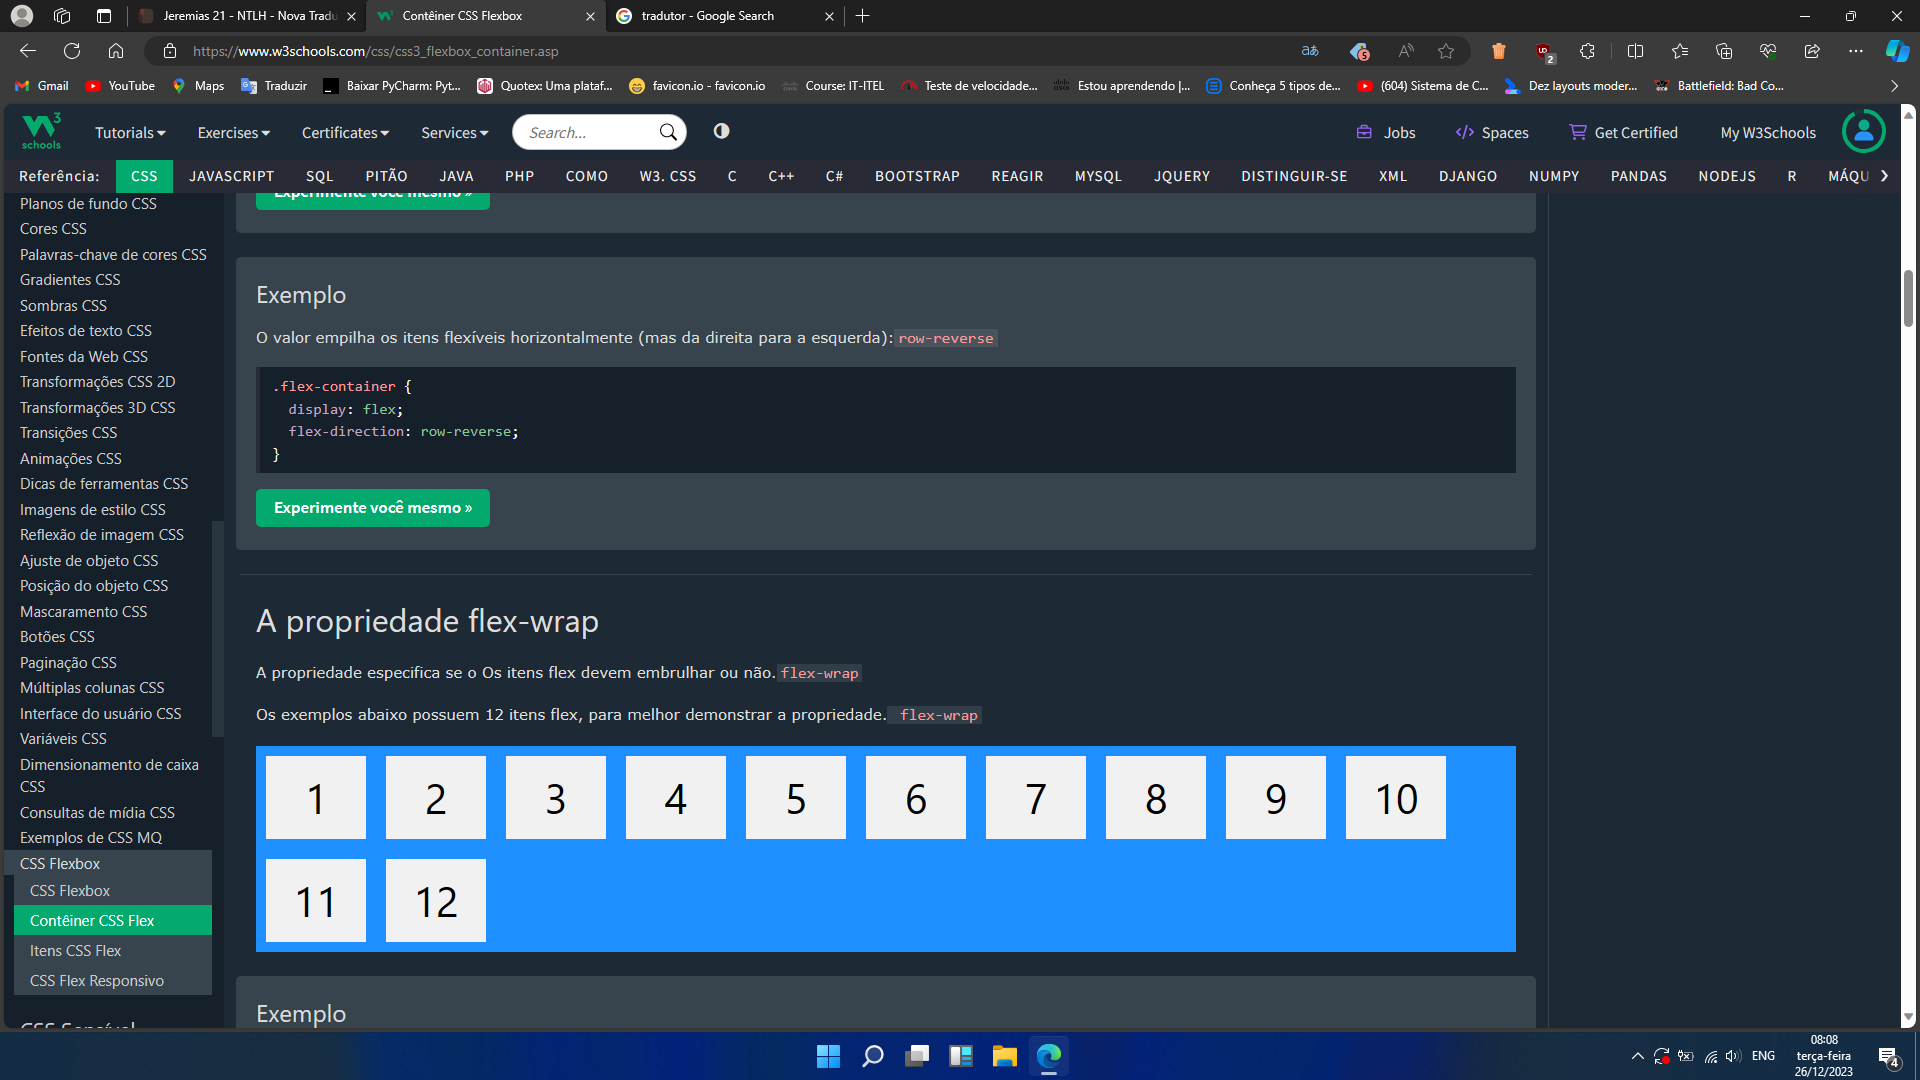 Jeremias 21 - NTLH - Nova Tradu
Contêiner CSS Flexbox
tradutor - Google Search
https://www.w3schools.com/css/css3_flexbox_container.asp
Gmail
YouTube
Maps
Traduzir
Baixar PyCharm: Pyt...
Quotex: Uma plataf...
favicon.io - favicon.io
Course: IT-ITEL
Teste de velocidade...
Estou aprendendo |...
Conheça 5 tipos de...
(604) Sistema de C...
Dez layouts moder...
Battlefield: Bad Co...
W3 schools
Tutorials
Exercises
Certificates
Services
Search...
Jobs
Spaces
Get Certified
My W3Schools
Referência:
CSS
JAVASCRIPT
SQL
PITÃO
JAVA
PHP
COMO
W3. CSS
C
C++
C#
BOOTSTRAP
REAGIR
MYSQL
JQUERY
DISTINGUIR-SE
XML
DJANGO
NUMPY
PANDAS
NODEJS
R
MÁQU
Planos de fundo CSS
Cores CSS
Palavras-chave de cores CSS
Gradientes CSS
Sombras CSS
Efeitos de texto CSS
Fontes da Web CSS
Transformações CSS 2D
Transformações 3D CSS
Transições CSS
Animações CSS
Dicas de ferramentas CSS
Imagens de estilo CSS
Reflexão de imagem CSS
Ajuste de objeto CSS
Posição do objeto CSS
Mascaramento CSS
Botões CSS
Paginação CSS
Múltiplas colunas CSS
Interface do usuário CSS
Variáveis CSS
Dimensionamento de caixa
CSS
Consultas de mídia CSS
Exemplos de CSS MQ
CSS Flexbox
CSS Flexbox
Contêiner CSS Flex
Itens CSS Flex
CSS Flex Responsivo
CSS Sensível
Experimente você mesmo »
Exemplo
O valor empilha os itens flexíveis horizontalmente (mas da direita para a esquerda): row-reverse
.flex-container {
display: flex;
flex-direction: row-reverse;
}
Experimente você mesmo »
A propriedade flex-wrap
A propriedade especifica se o Os itens flex devem embrulhar ou não. flex-wrap
Os exemplos abaixo possuem 12 itens flex, para melhor demonstrar a propriedade. flex-wrap
1 2 3 4 5 6 7 8 9 10
11 12
Exemplo
ENG
08:08
terça-feira
26/12/2023
4